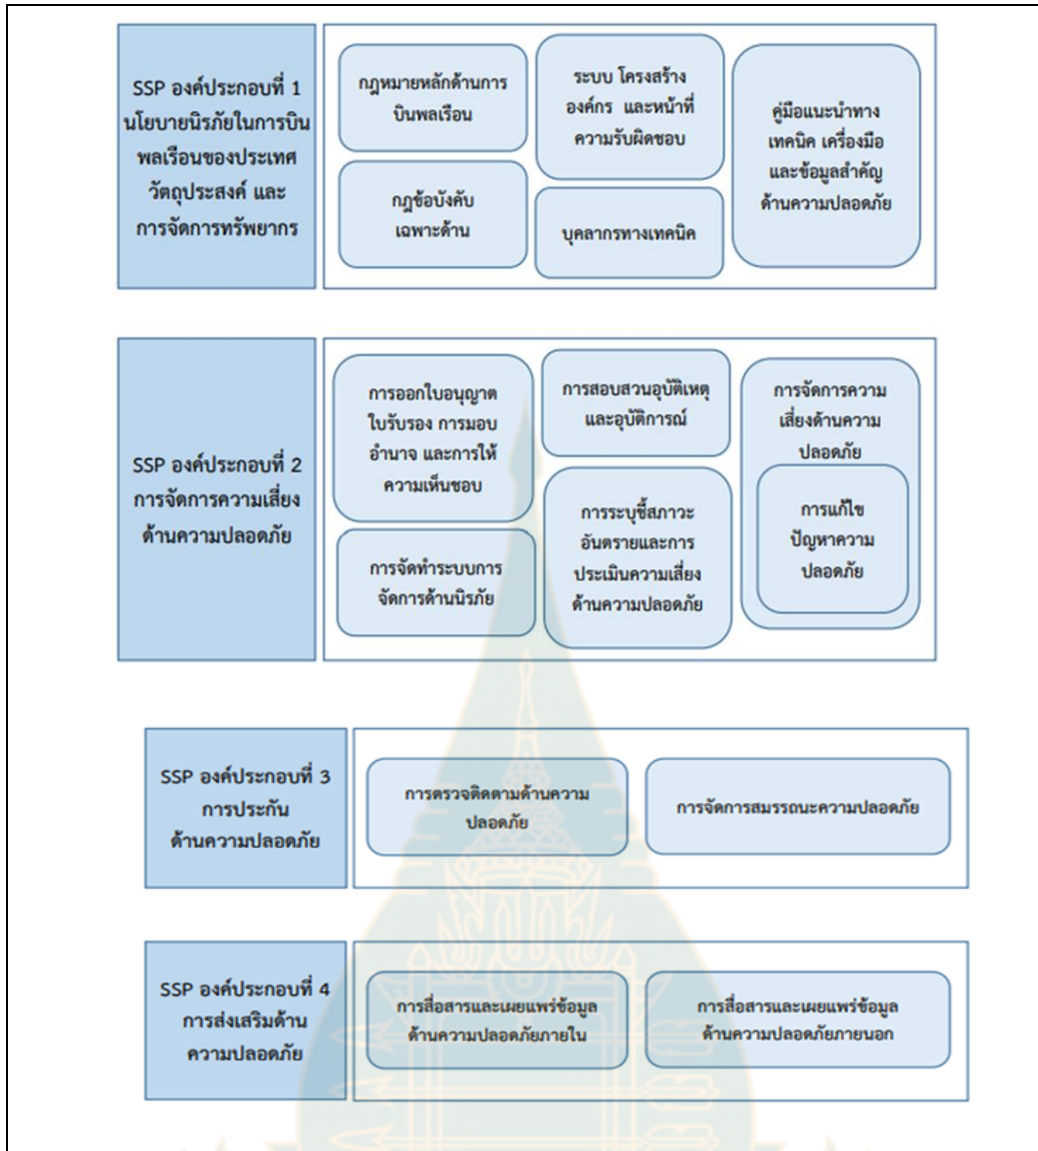 SSP องค์ประกอบที่ 1
นโยบายนิรภัยในการบิน
พลเรือนของประเทศ
วัตถุประสงค์ และ
การจัดการทรัพยากร
กฎหมายหลักด้านการ
บินพลเรือน
กฎข้อบังคับ
เฉพาะด้าน
ระบบ โครงสร้าง
องค์กร และหน้าที่
ความรับผิดชอบ
บุคลากรทางเทคนิค
คู่มือแนะนำทาง
เทคนิค เครื่องมือ
และข้อมูลสำคัญ
ด้านความปลอดภัย
SSP องค์ประกอบที่ 2
การจัดการความเสี่ยง
ด้านความปลอดภัย
การออกใบอนุญาต
ใบรับรอง การมอบ
อำนาจ และการให้
ความเห็นชอบ
การจัดทำระบบการ
จัดการด้านนิรภัย
การสอบสวนอุบัติเหตุ
และอุบัติการณ์
การระบุชี้สภาวะ
อันตรายและการ
ประเมินความเสี่ยง
ด้านความปลอดภัย
การจัดการความ
เสี่ยงด้านความ
ปลอดภัย
การแก้ไข
ปัญหาความ
ปลอดภัย
SSP องค์ประกอบที่ 3
การประกัน
ด้านความปลอดภัย
การตรวจติดตามด้านความ
ปลอดภัย
การจัดการสมรรถนะความปลอดภัย
SSP องค์ประกอบที่ 4
การส่งเสริมด้าน
ความปลอดภัย
การสื่อสารและเผยแพร่ข้อมูล
ด้านความปลอดภัยภายใน
การสื่อสารและเผยแพร่ข้อมูล
ด้านความปลอดภัยภายนอก